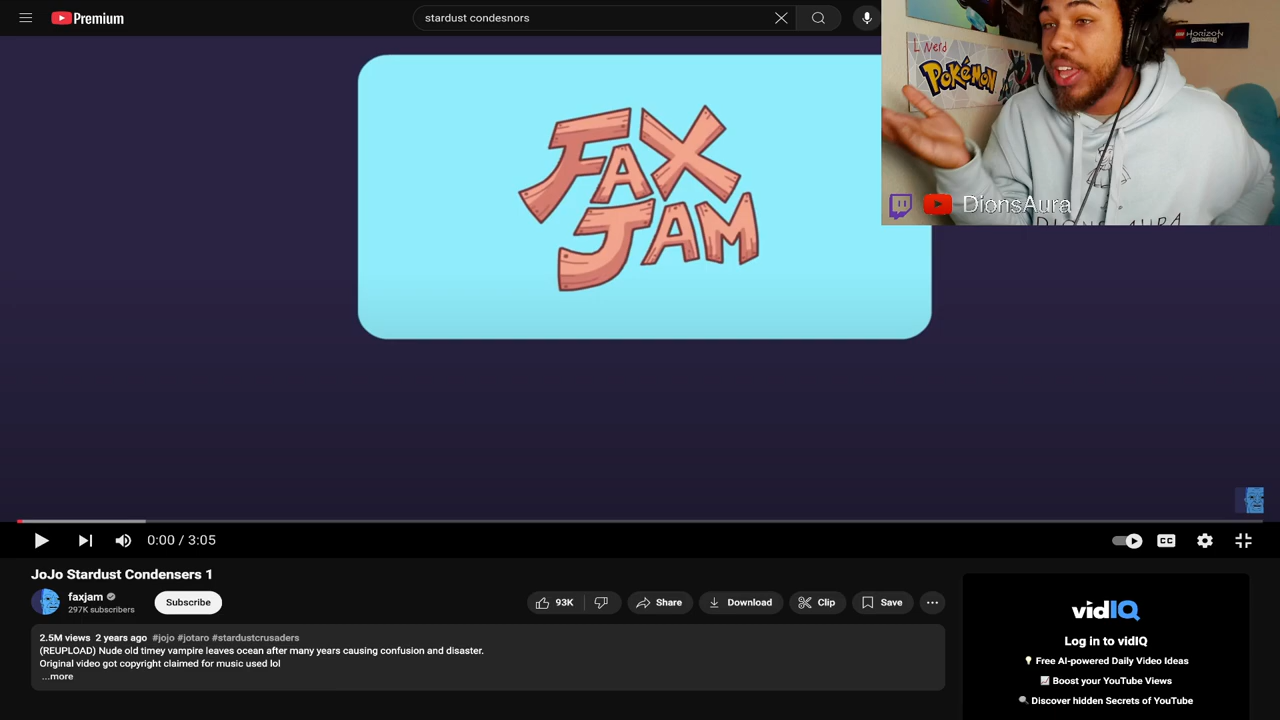 Premium
stardust condesnors
L Nerd
POKÉMON
HORIZON
DionsAura
DIONS AURA
FAX
JAM
0:00 / 3:05
CC
JoJo Stardust Condensers 1
faxjam
297K subscribers
Subscribe
93K
Share
Download
Clip
Save
2.5M views 2 years ago #jojo #jotaro #stardustcrusaders
(REUPLOAD) Nude old timey vampire leaves ocean after many years causing confusion and disaster.
Original video got copyright claimed for music used lol
...more
vidIQ
Log in to vidIQ
Free AI-powered Daily Video Ideas
Boost your YouTube Views
Discover hidden Secrets of YouTube